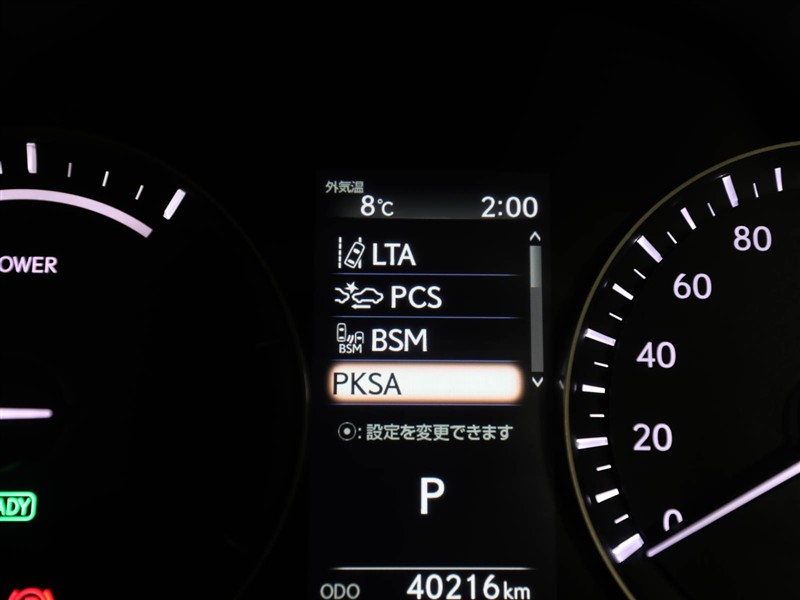 外気温
8℃ 2:00
LTA
PCS
BSM
BSM
PKSA
⦿:設定を変更できます
P
ODO 40216km
OWER
ADY
80
60
40
20
0